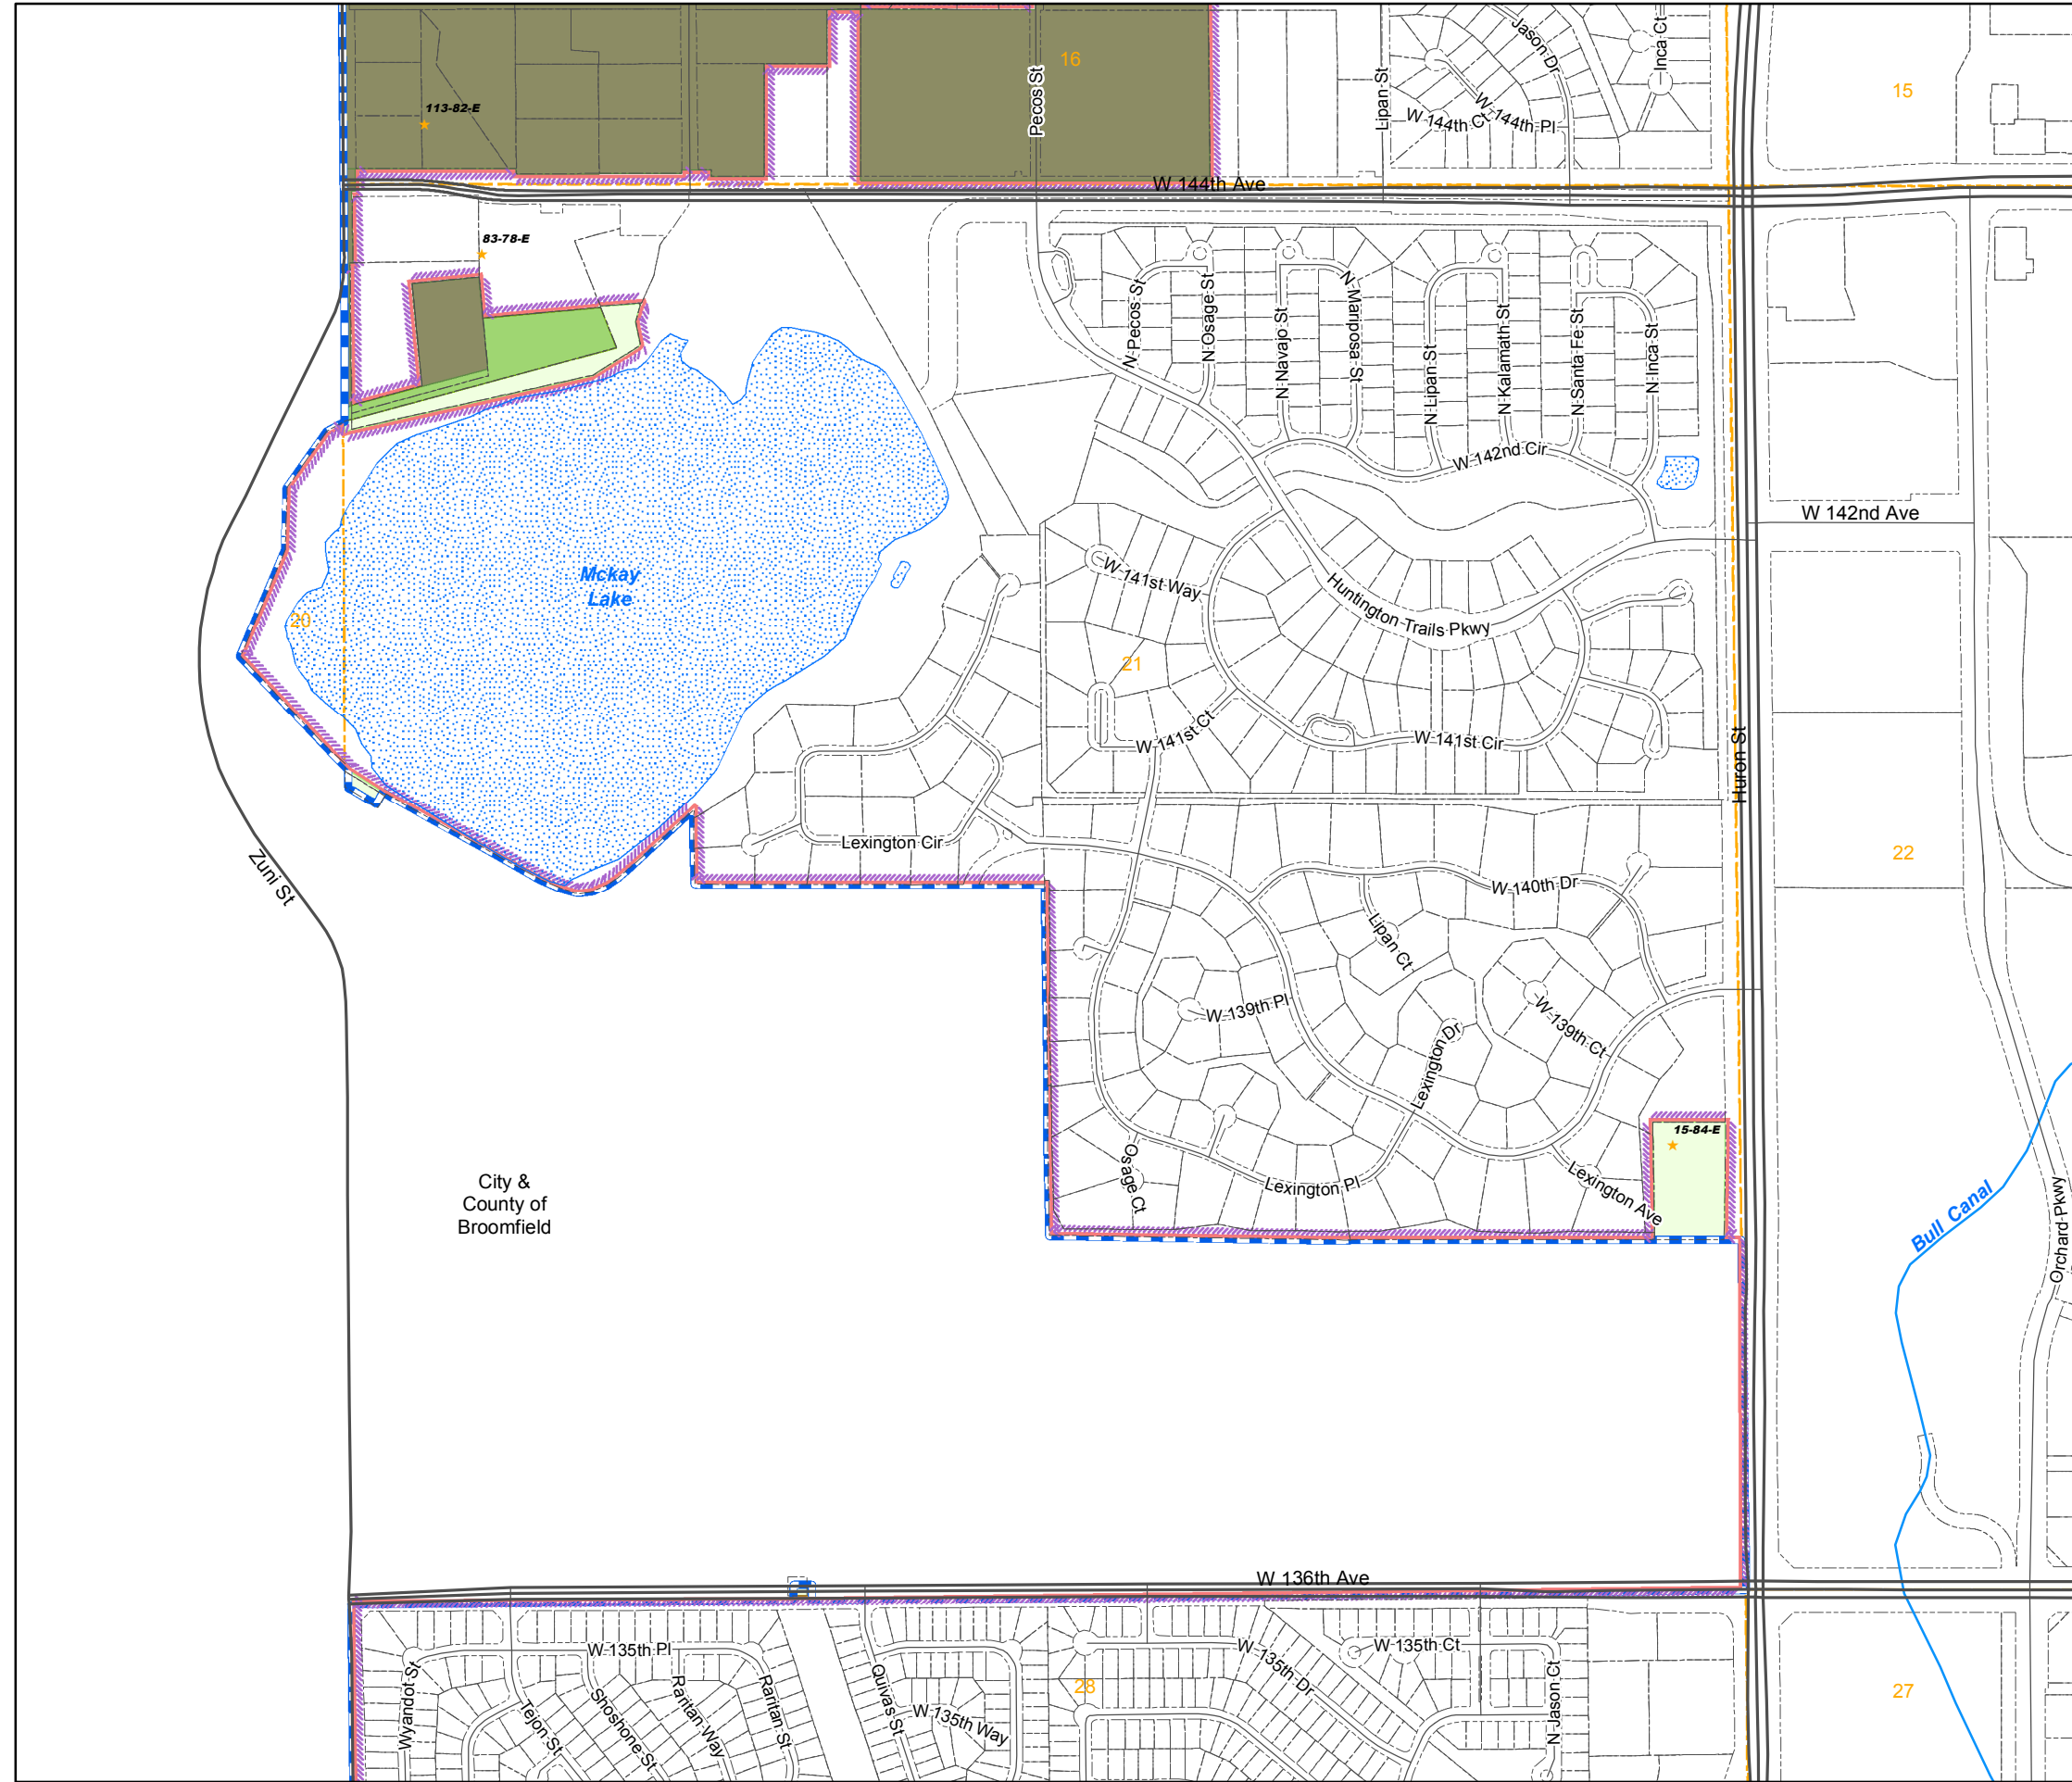 16
15
113-82-E
Pecos St
Lipan St
Jason Dr
Inca Ct
W 144th Ct
W 144th Pl
W 144th Ave
83-78-E
N Pecos St
N Osage St
N Navajo St
N Mariposa St
N Lipan St
N Kalamath St
N Santa Fe St
N Inca St
W 142nd Cir
W 142nd Ave
Mckay
Lake
W 141st Way
Huntington Trails Pkwy
20
21
W 141st Ct
W 141st Cir
Huron St
Zuni St
Lexington Cir
22
W 140th Dr
Lipan Ct
W 139th Pl
W 139th Ct
Lexington Dr
15-84-E
Osage Ct
Lexington Pl
Lexington Ave
City &
County of
Broomfield
Bull Canal
Orchard Pkwy
W 136th Ave
W 135th Pl
W 135th Ct
W 135th Dr
Wyandot St
Tejon St
Shoshone St
Raritan Way
Raritan St
Quivas St
W 135th Way
28
N Jason Ct
27